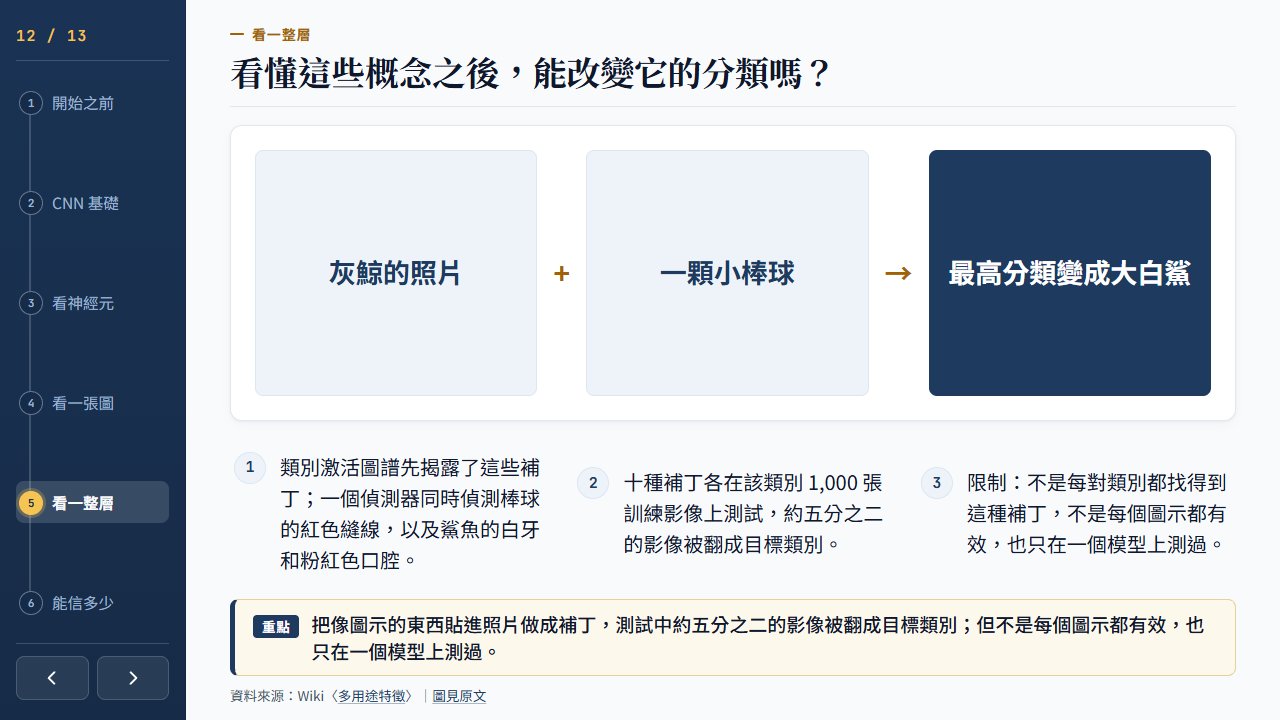 12 / 13
1 開始之前
2 CNN 基礎
3 看神經元
4 看一張圖
5 看一整層
6 能信多少
一 看一整層
看懂這些概念之後，能改變它的分類嗎？
灰鯨的照片
+
一顆小棒球
→
最高分類變成大白鯊
1
類別激活圖譜先揭露了這些補
丁；一個偵測器同時偵測棒球
的紅色縫線，以及鯊魚的白牙
和粉紅色口腔。
2
十種補丁各在該類別 1,000 張
訓練影像上測試，約五分之二
的影像被翻成目標類別。
3
限制：不是每對類別都找得到
這種補丁，不是每個圖示都有
效，也只在一個模型上測過。
重點
把像圖示的東西貼進照片做成補丁，測試中約五分之二的影像被翻成目標類別；但不是每個圖示都有效，也
只在一個模型上測過。
資料來源：Wiki〈多用途特徵〉｜圖見原文